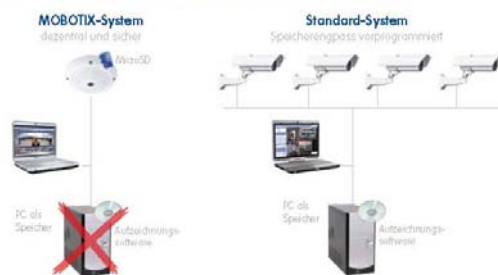 MOBOTIX-System
dezentral und sicher
MicroSD
PC als
Speicher
Aufzeichnungs-
software
Standard-System
Speicherengpass vorprogrammiert
PC als
Speicher
Aufzeichnungs-
software